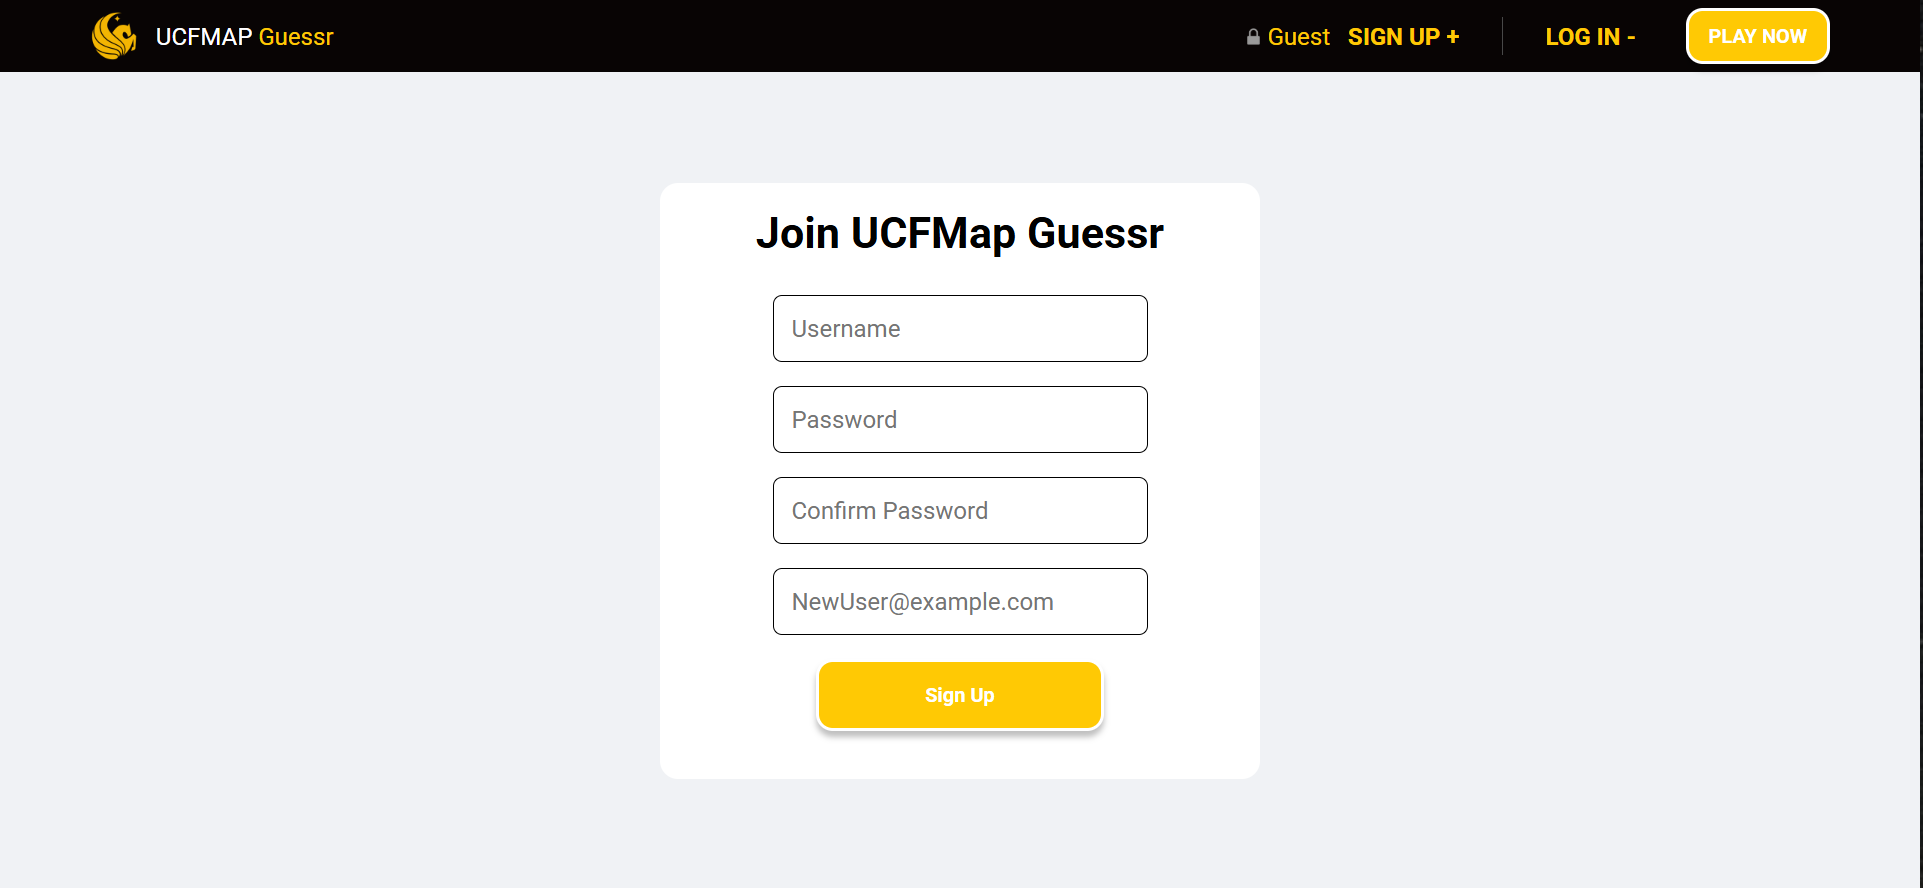 UCFMAP Guessr
Guest SIGN UP + LOG IN - PLAY NOW
Join UCFMap Guessr
Username
Password
Confirm Password
NewUser@example.com
Sign Up